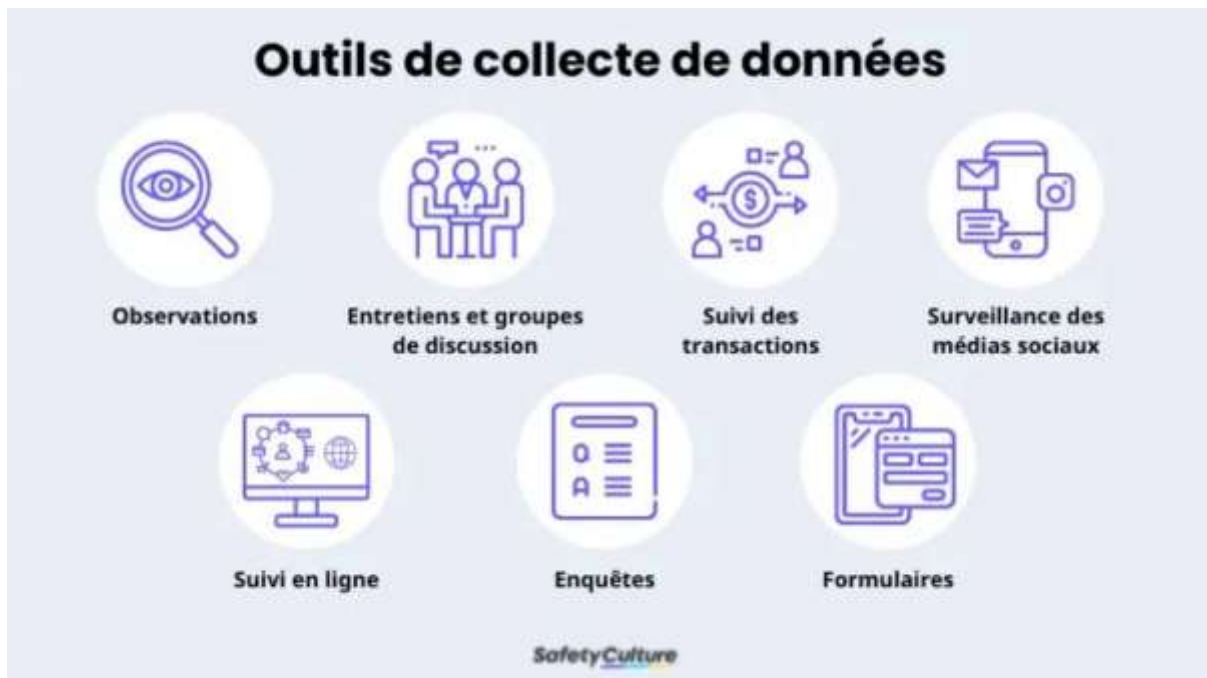 Outils de collecte de données
Observations
Entretiens et groupes
de discussion
Suivi des
transactions
Surveillance des
médias sociaux
Suivi en ligne
Enquêtes
Formulaires
SafetyCulture